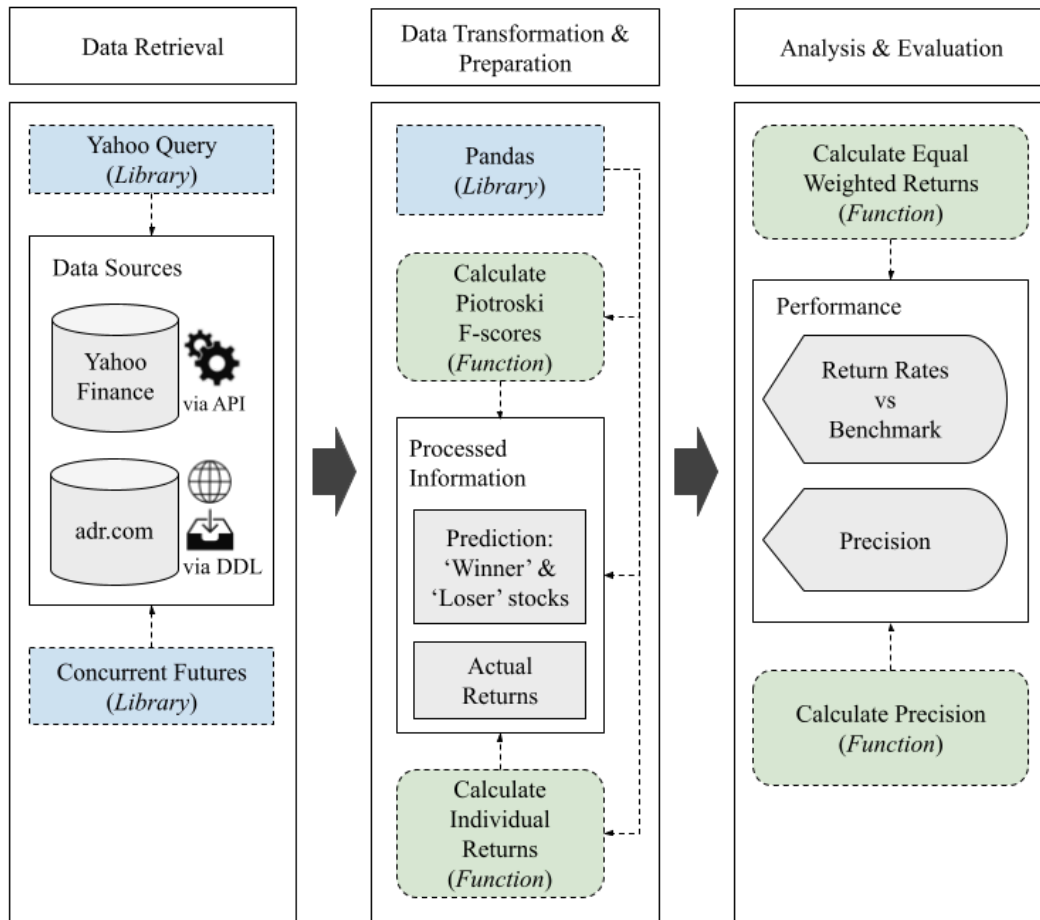 Data Retrieval
Yahoo Query
(Library)
Data Sources
Yahoo
Finance
via API
adr.com
via DDL
Concurrent Futures
(Library)
Data Transformation &
Preparation
Pandas
(Library)
Calculate
Piotroski
F-scores
(Function)
Processed
Information
Prediction:
‘Winner’ &
‘Loser’ stocks
Actual
Returns
Calculate
Individual
Returns
(Function)
Analysis & Evaluation
Calculate Equal
Weighted Returns
(Function)
Performance
Return Rates
vs
Benchmark
Precision
Calculate Precision
(Function)